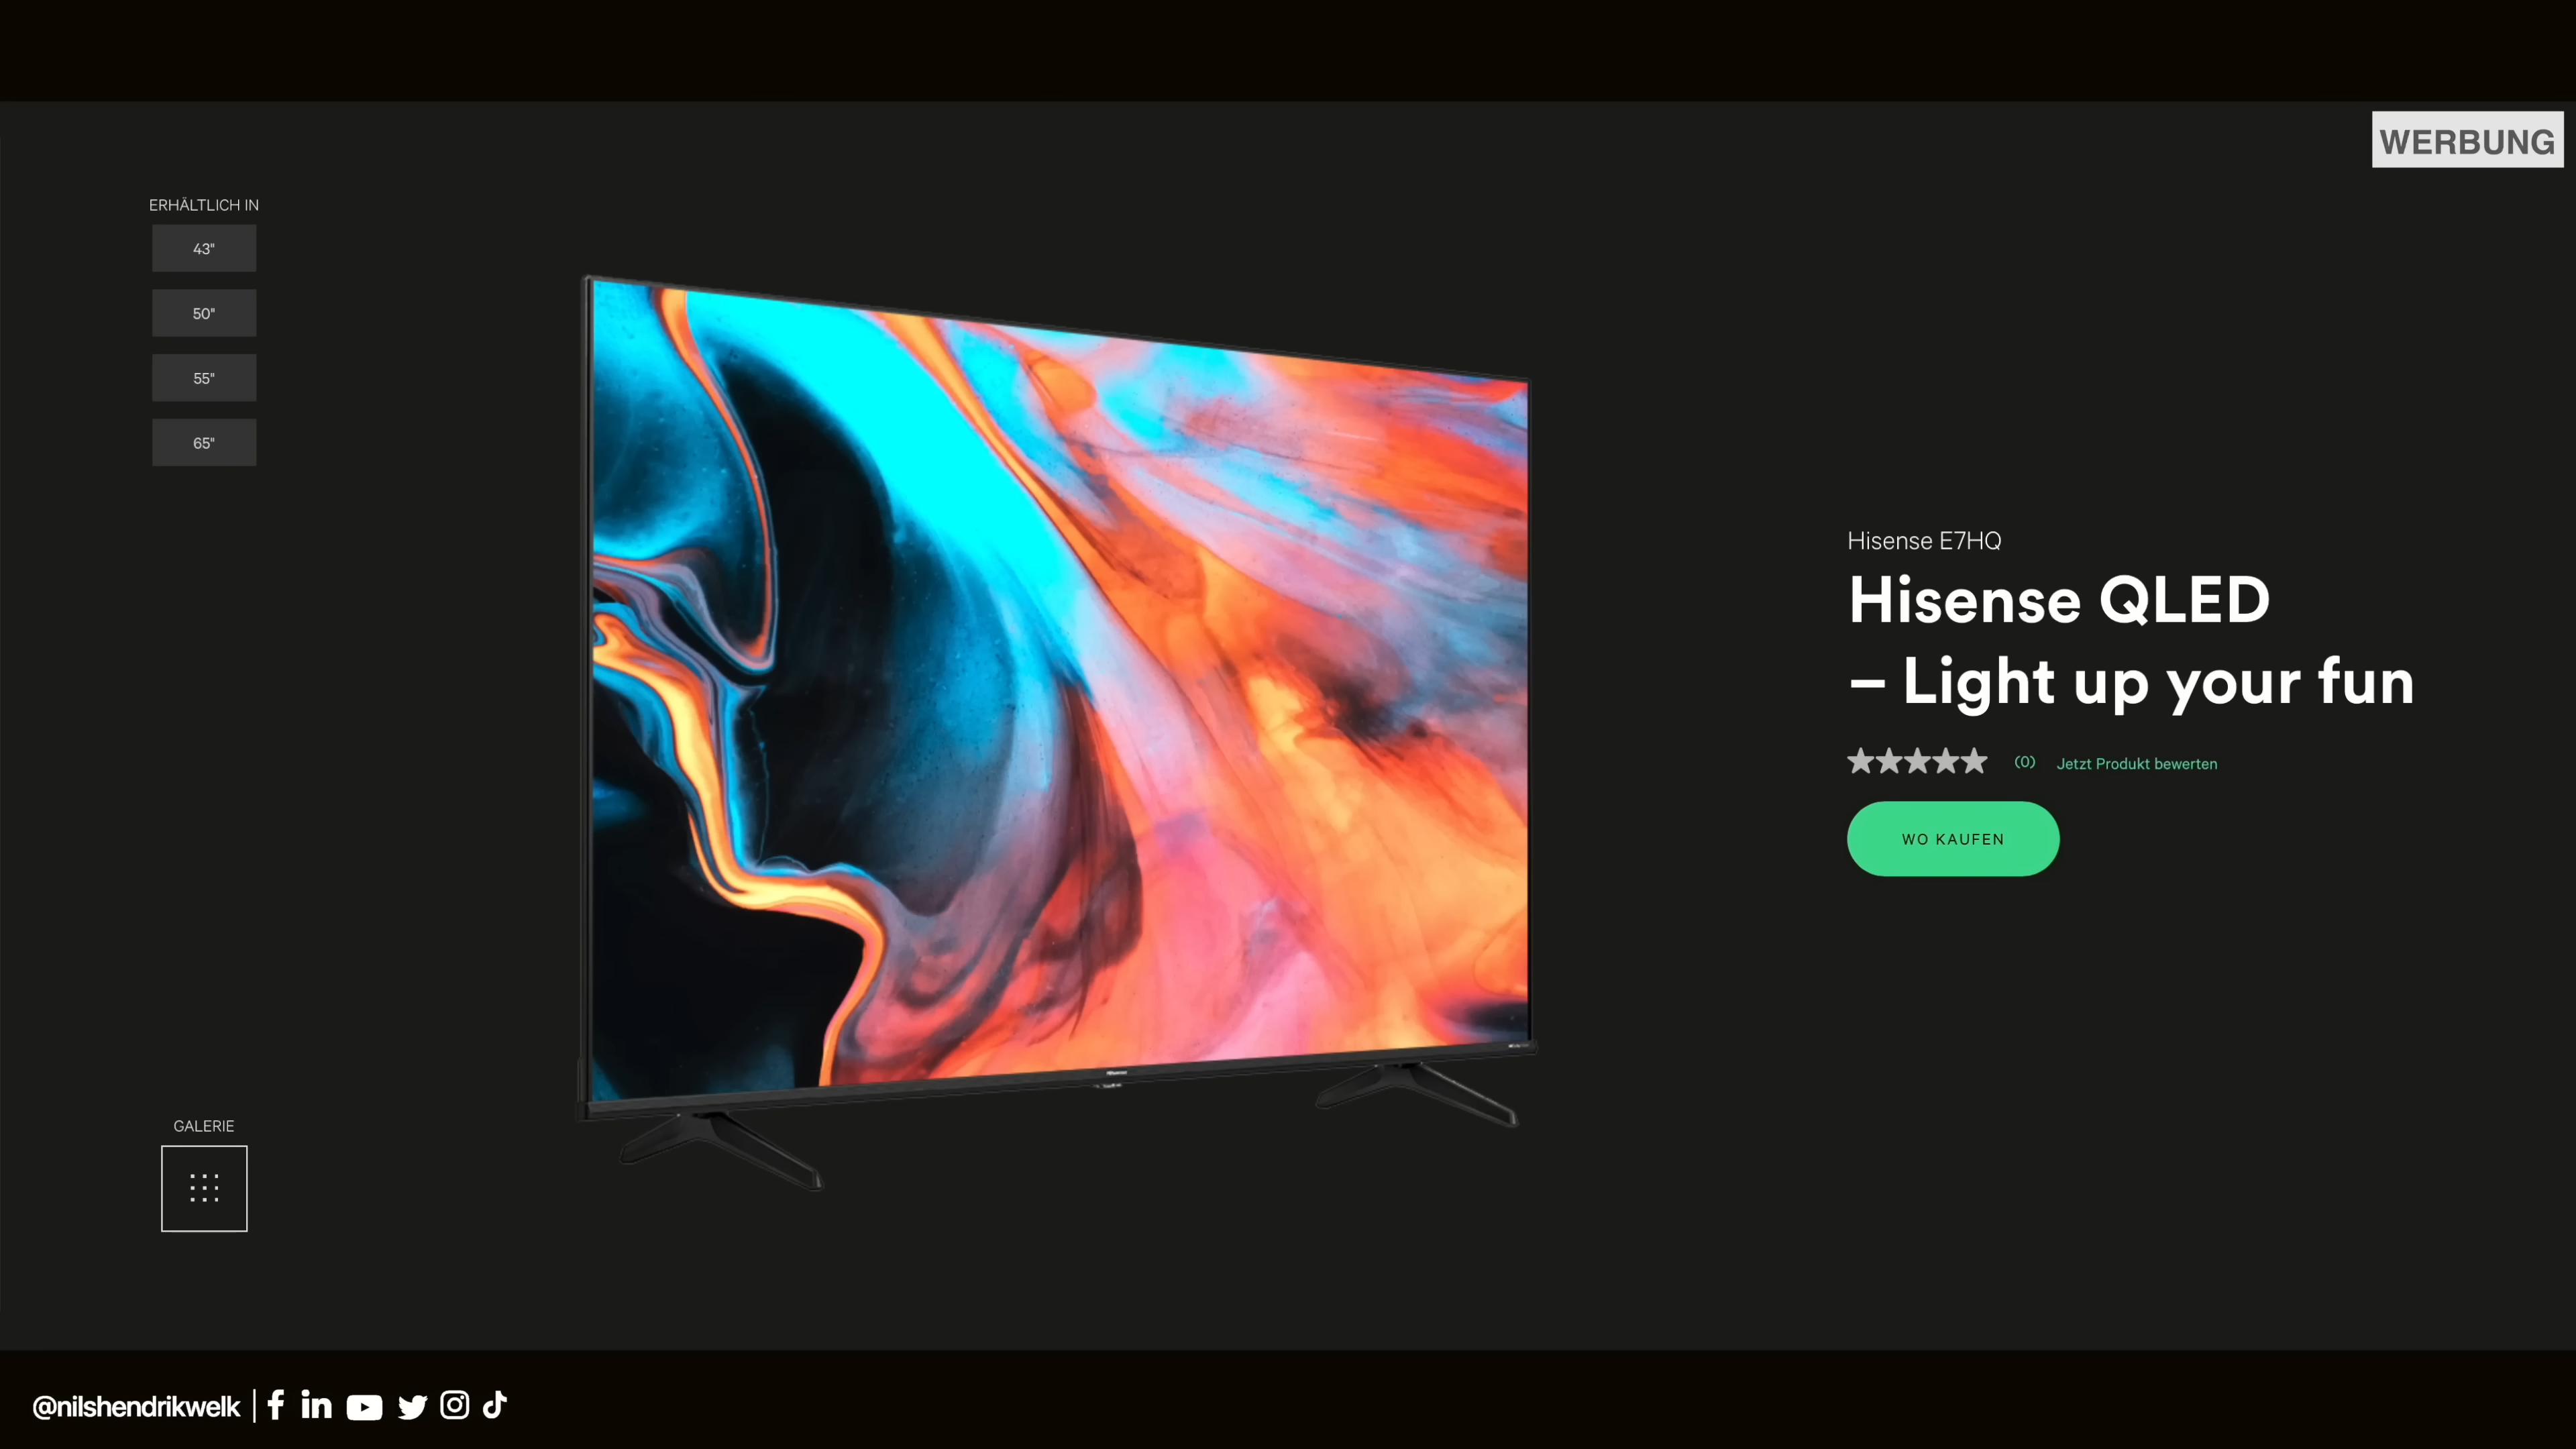 WERBUNG
ERHÄLTLICH IN
43"
50"
55"
65"
Hisense E7HQ
Hisense QLED
– Light up your fun
(0) Jetzt Produkt bewerten
WO KAUFEN
GALERIE
@nilshendrikwelk